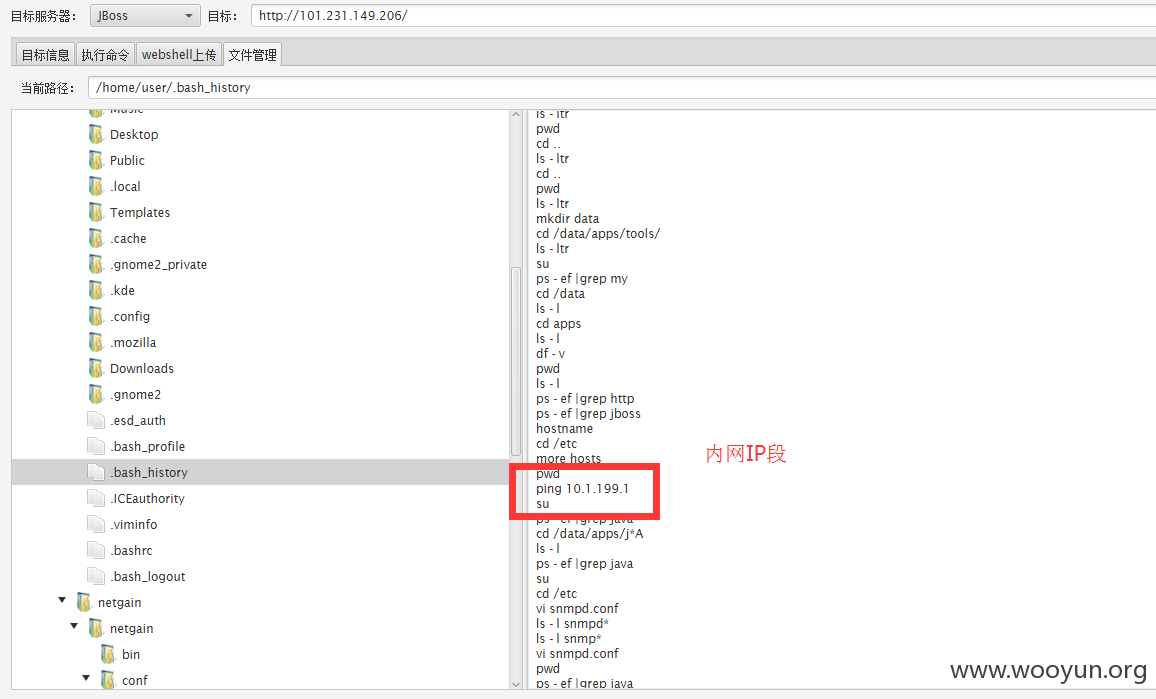 目标服务器： JBoss 目标： http://101.231.149.206/
目标信息 执行命令 webshell上传 文件管理
当前路径： /home/user/.bash_history
Music
Desktop
Public
.local
Templates
.cache
.gnome2_private
.kde
.config
.mozilla
Downloads
.gnome2
.esd_auth
.bash_profile
.bash_history
.ICEauthority
.viminfo
.bashrc
.bash_logout
netgain
netgain
bin
conf
ls -ltr
pwd
cd ..
ls -ltr
cd ..
pwd
ls -ltr
mkdir data
cd /data/apps/tools/
ls -ltr
su
ps -ef |grep my
cd /data
ls -l
cd apps
ls -l
df -v
pwd
ls -l
ps -ef |grep http
ps -ef |grep jboss
hostname
cd /etc
more hosts
pwd
ping 10.1.199.1
su
ps -ef |grep java
cd /data/apps/j*A
ls -l
ps -ef |grep java
su
cd /etc
vi snmpd.conf
ls -l snmpd*
ls -l snmp*
vi snmpd.conf
pwd
ps -ef |grep java
内网IP段
www.wooyun.org